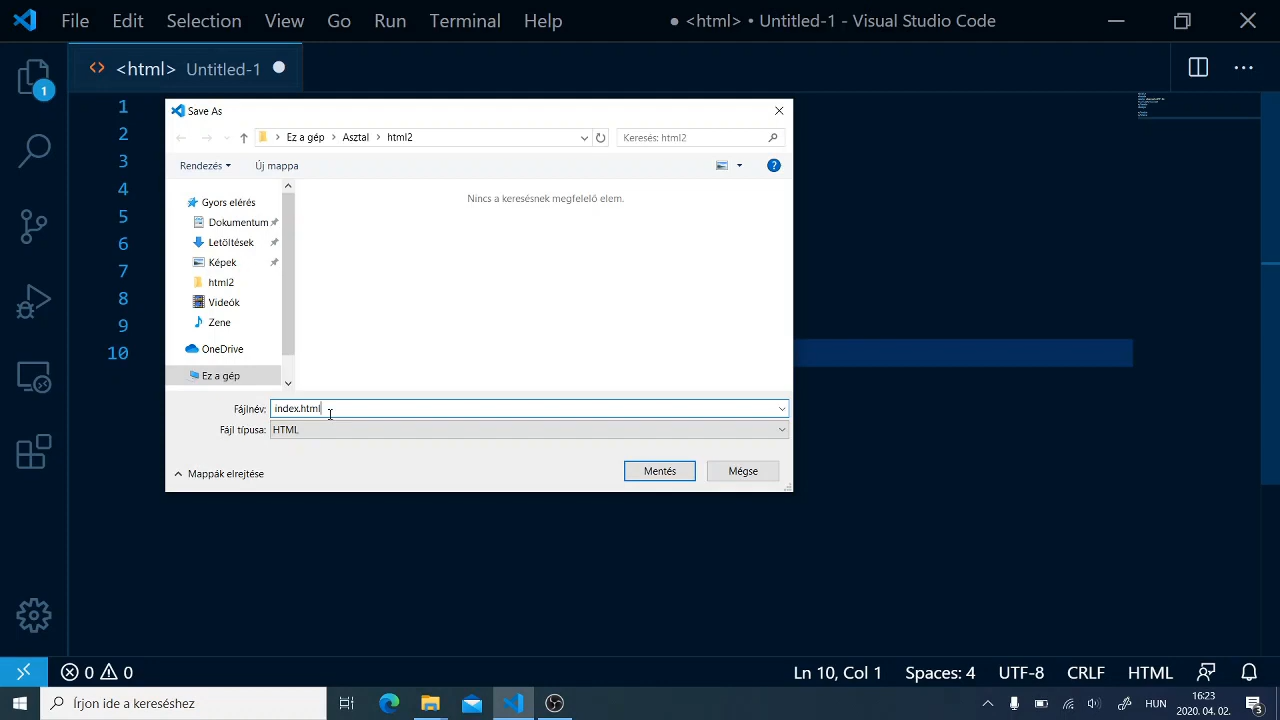 File Edit Selection View Go Run Terminal Help ● <html> • Untitled-1 - Visual Studio Code
<html> Untitled-1
1
1
2
3
4
5
6
7
8
9
10
Save As
Ez a gép > Asztal > html2
Keresés: html2
Rendezés
Új mappa
Gyors elérés
Dokumentum
Letöltések
Képek
html2
Videók
Zene
OneDrive
Ez a gép
Nincs a keresésnek megfelelő elem.
Fájlnév: index.html
Fájl típusa: HTML
Mappák elrejtése
Mentés
Mégse
0 0
Ln 10, Col 1 Spaces: 4 UTF-8 CRLF HTML
Írjon ide a kereséshez
HUN
16:23
2020. 04. 02.
3